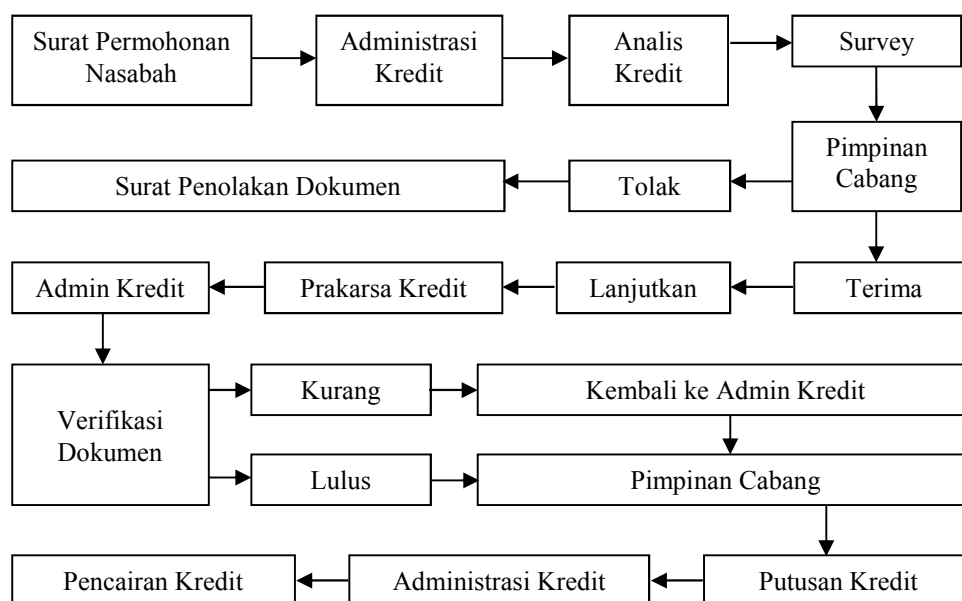 Surat Permohonan
Nasabah
Administrasi
Kredit
Analis
Kredit
Survey
Pimpinan
Cabang
Tolak
Surat Penolakan Dokumen
Terima
Lanjutkan
Prakarsa Kredit
Admin Kredit
Verifikasi
Dokumen
Kurang
Kembali ke Admin Kredit
Lulus
Pimpinan Cabang
Putusan Kredit
Administrasi Kredit
Pencairan Kredit